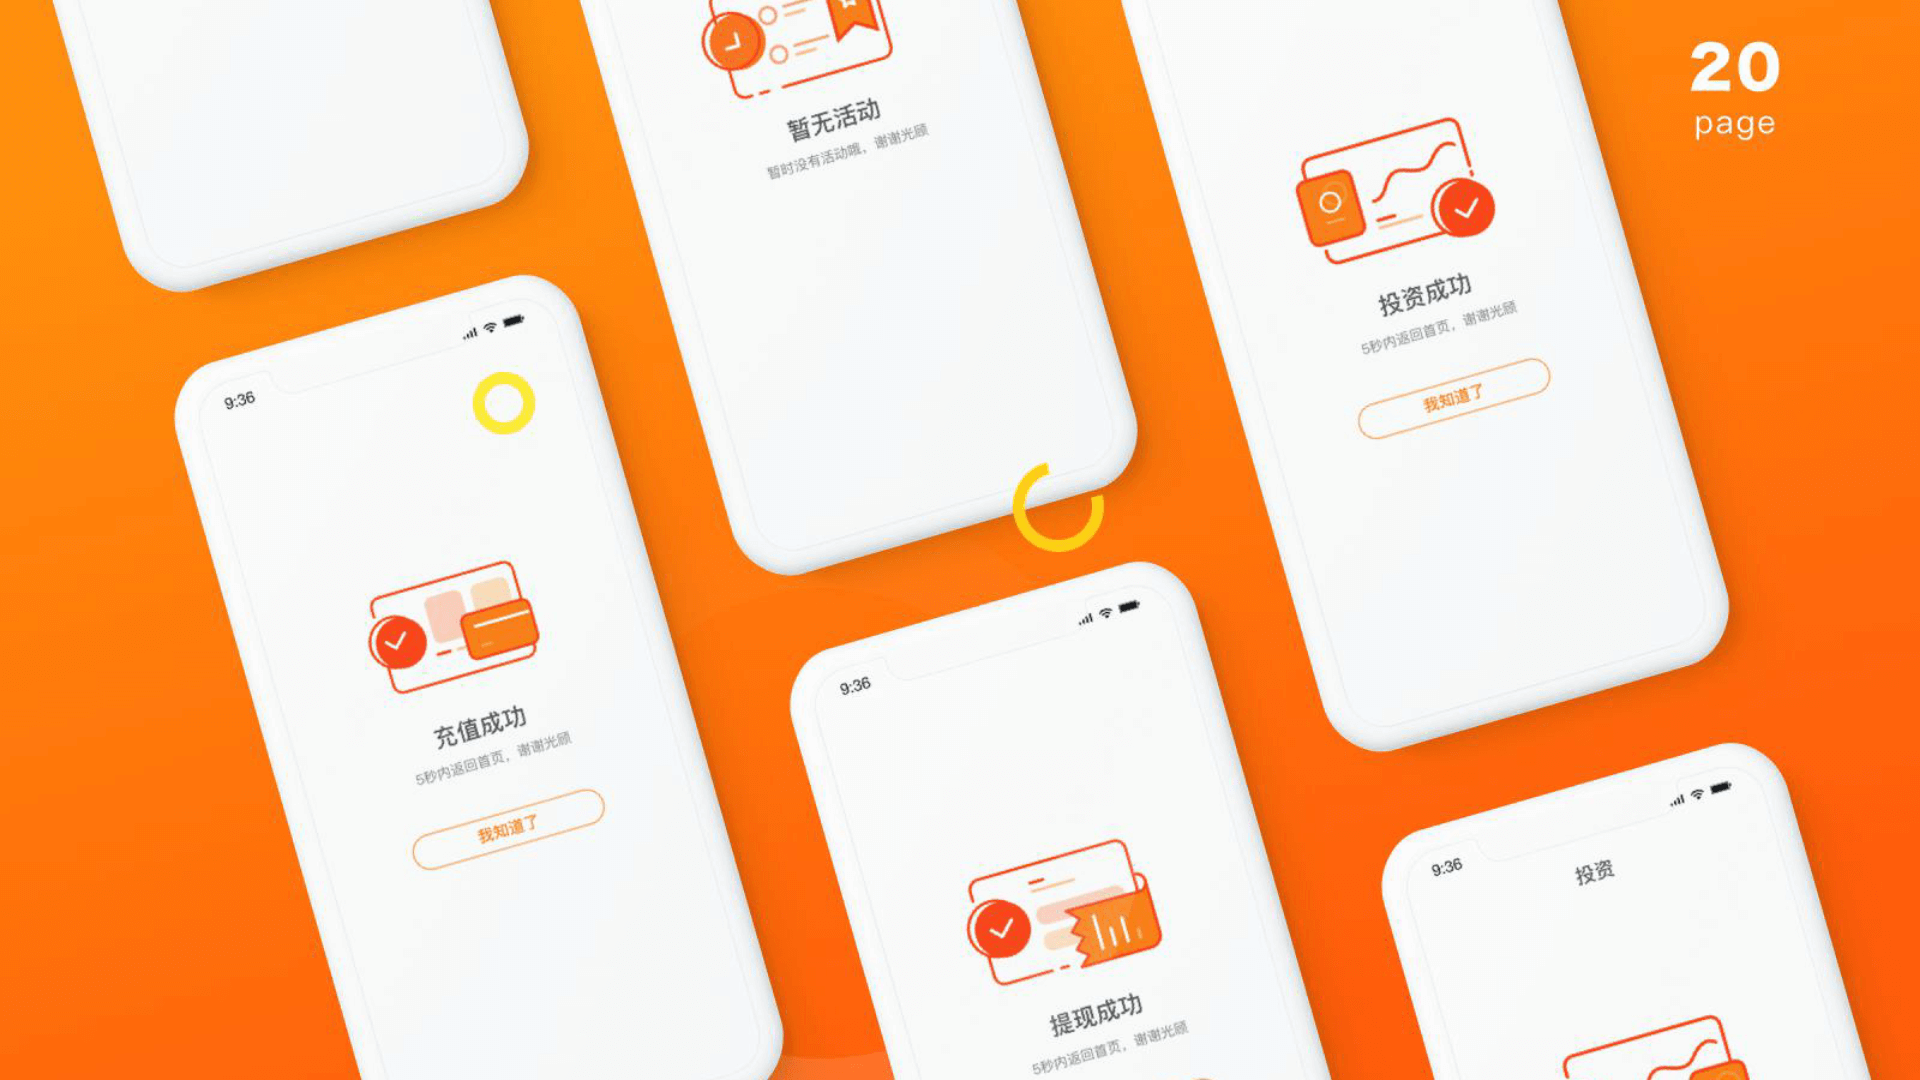 暂无活动
暂时没有活动哦，谢谢光顾
20
page
投资成功
5秒内返回首页，谢谢光顾
我知道了
9:36
充值成功
5秒内返回首页，谢谢光顾
我知道了
9:36
提现成功
5秒内返回首页，谢谢光顾
9:36
投资